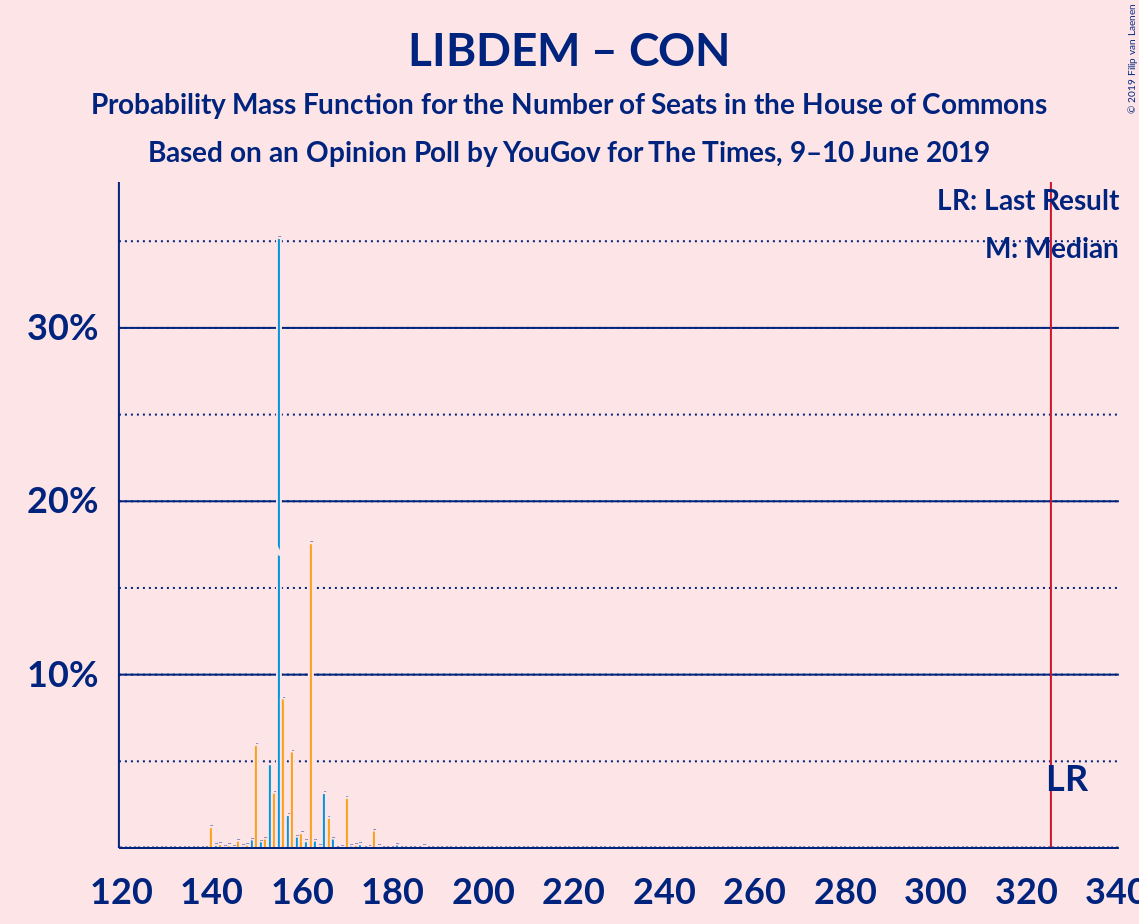 LIBDEM – CON
Probability Mass Function for the Number of Seats in the House of Commons
Based on an Opinion Poll by YouGov for The Times, 9–10 June 2019
© 2019 Filip van Laenen
LR: Last Result
M: Median
30%
20%
10%
LR
120 140 160 180 200 220 240 260 280 300 320 340